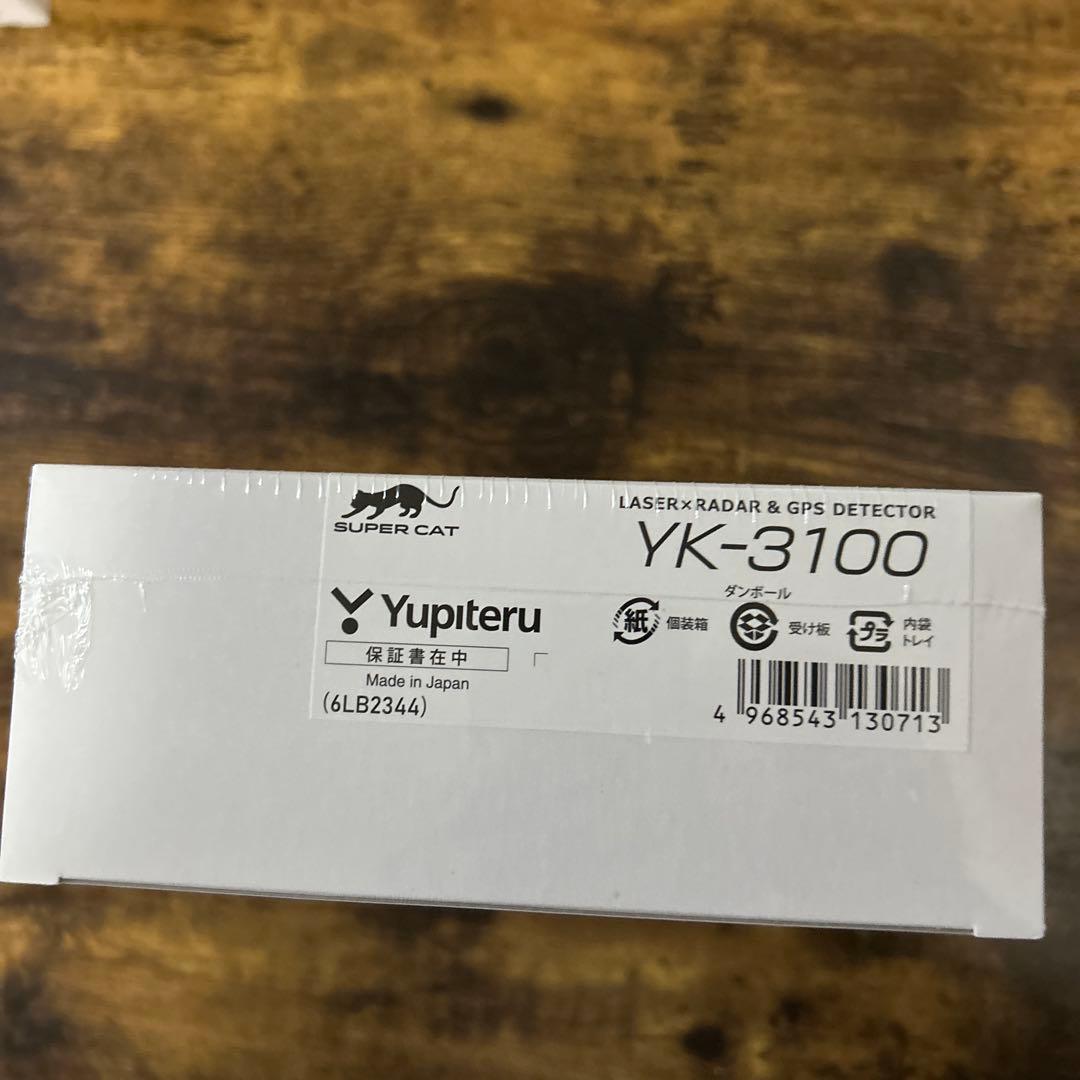 SUPER CAT
LASER×RADAR & GPS DETECTOR
YK-3100
Yupiteru
保証書在中
Made in Japan
(6LB2344)
ダンボール
紙 個装箱
受け板
プラ
内袋
トレイ
4 968543 130713